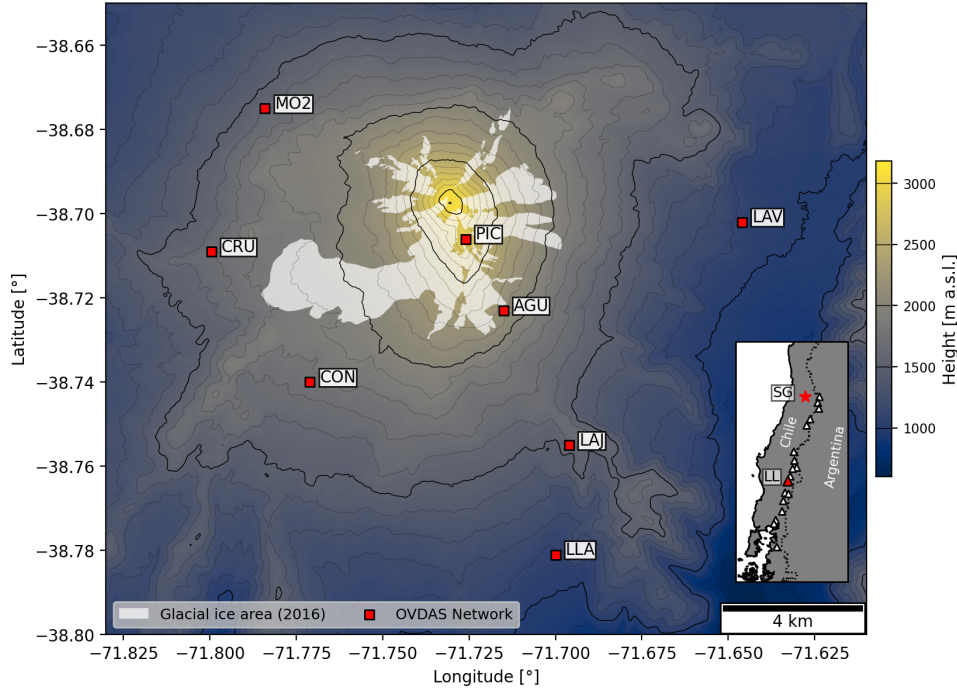 −38.66
−38.68
−38.70
−38.72
−38.74
−38.76
−38.78
−38.80
Latitude [°]
MO2
CRU
PIC
LAV
AGU
CON
LAJ
LLA
SG
Chile
Argentina
LL
4 km
Glacial ice area (2016)
OVDAS Network
−71.825
−71.800
−71.775
−71.750
−71.725
−71.700
−71.675
−71.650
−71.625
Longitude [°]
3000
2500
2000
1500
1000
Height [m a.s.l.]